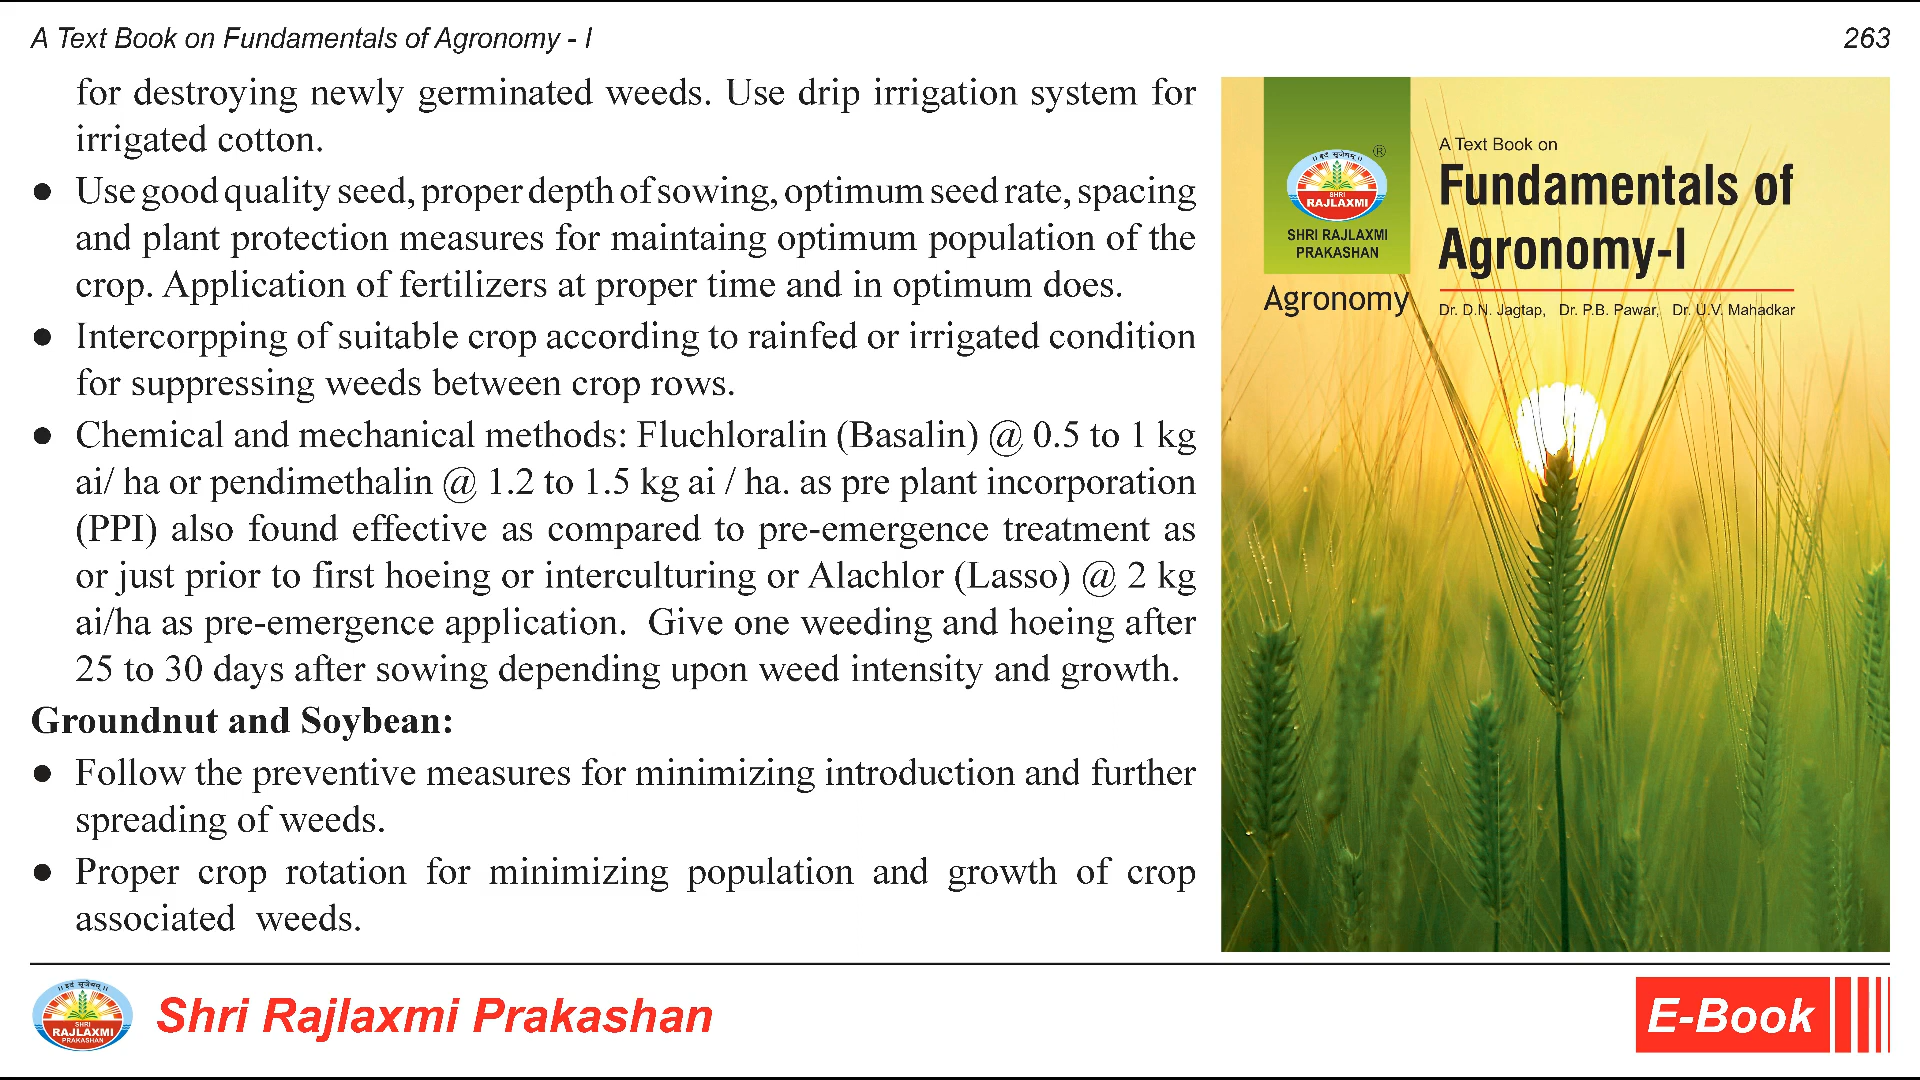 A Text Book on Fundamentals of Agronomy - I
263
for destroying newly germinated weeds. Use drip irrigation system for
irrigated cotton.
● Use good quality seed, proper depth of sowing, optimum seed rate, spacing
and plant protection measures for maintaing optimum population of the
crop. Application of fertilizers at proper time and in optimum does.
● Intercorpping of suitable crop according to rainfed or irrigated condition
for suppressing weeds between crop rows.
● Chemical and mechanical methods: Fluchloralin (Basalin) @ 0.5 to 1 kg
ai/ ha or pendimethalin @ 1.2 to 1.5 kg ai / ha. as pre plant incorporation
(PPI) also found effective as compared to pre-emergence treatment as
or just prior to first hoeing or interculturing or Alachlor (Lasso) @ 2 kg
ai/ha as pre-emergence application. Give one weeding and hoeing after
25 to 30 days after sowing depending upon weed intensity and growth.
Groundnut and Soybean:
● Follow the preventive measures for minimizing introduction and further
spreading of weeds.
● Proper crop rotation for minimizing population and growth of crop
associated weeds.
®
SHRI
RAJLAXMI
SHRI RAJLAXMI
PRAKASHAN
Agronomy
A Text Book on
Fundamentals of
Agronomy-I
Dr. D.N. Jagtap, Dr. P.B. Pawar, Dr. U.V. Mahadkar
SHRI
RAJLAXMI
PRAKASHAN
Shri Rajlaxmi Prakashan
E-Book